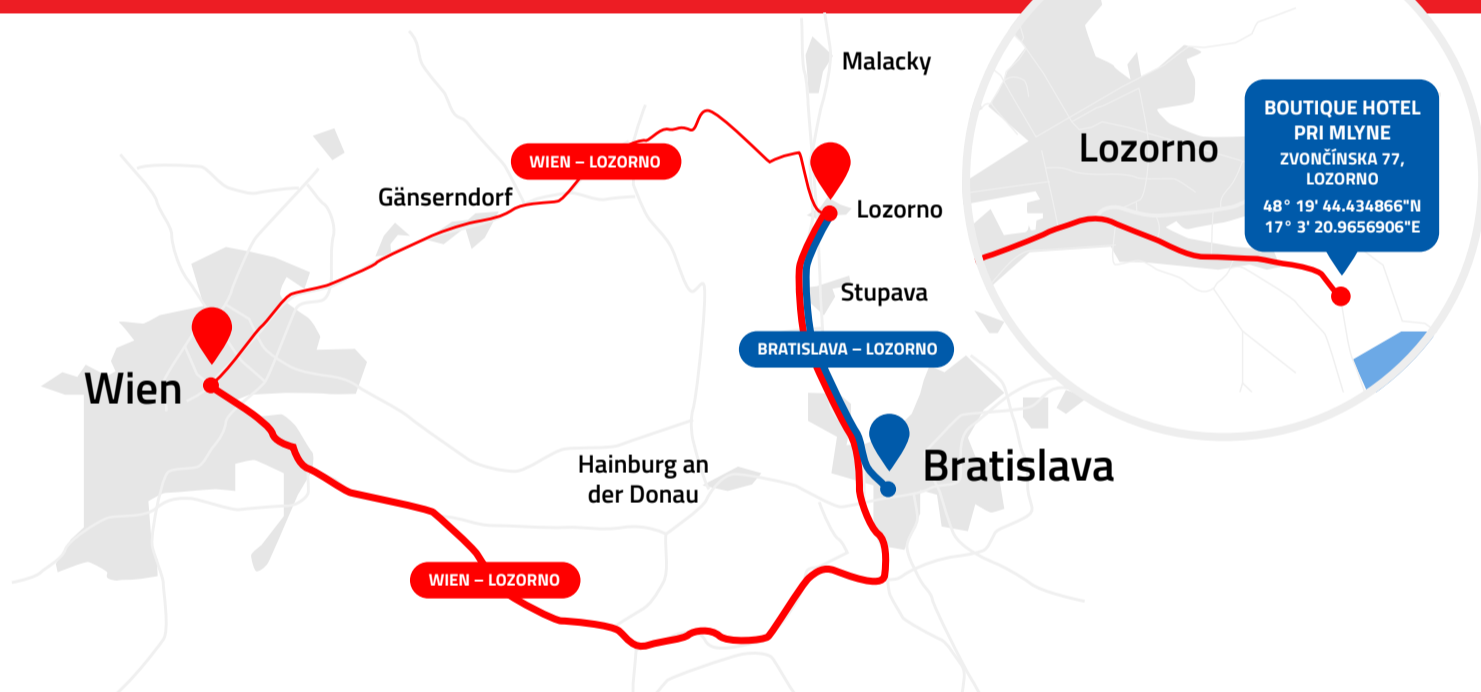 Malacky
WIEN – LOZORNO
Gänserndorf
Lozorno
Stupava
BRATISLAVA – LOZORNO
Wien
Hainburg an
der Donau
Bratislava
WIEN – LOZORNO
Lozorno
BOUTIQUE HOTEL
PRI MLYNE
ZVONČÍNSKA 77,
LOZORNO
48° 19' 44.434866"N
17° 3' 20.9656906"E